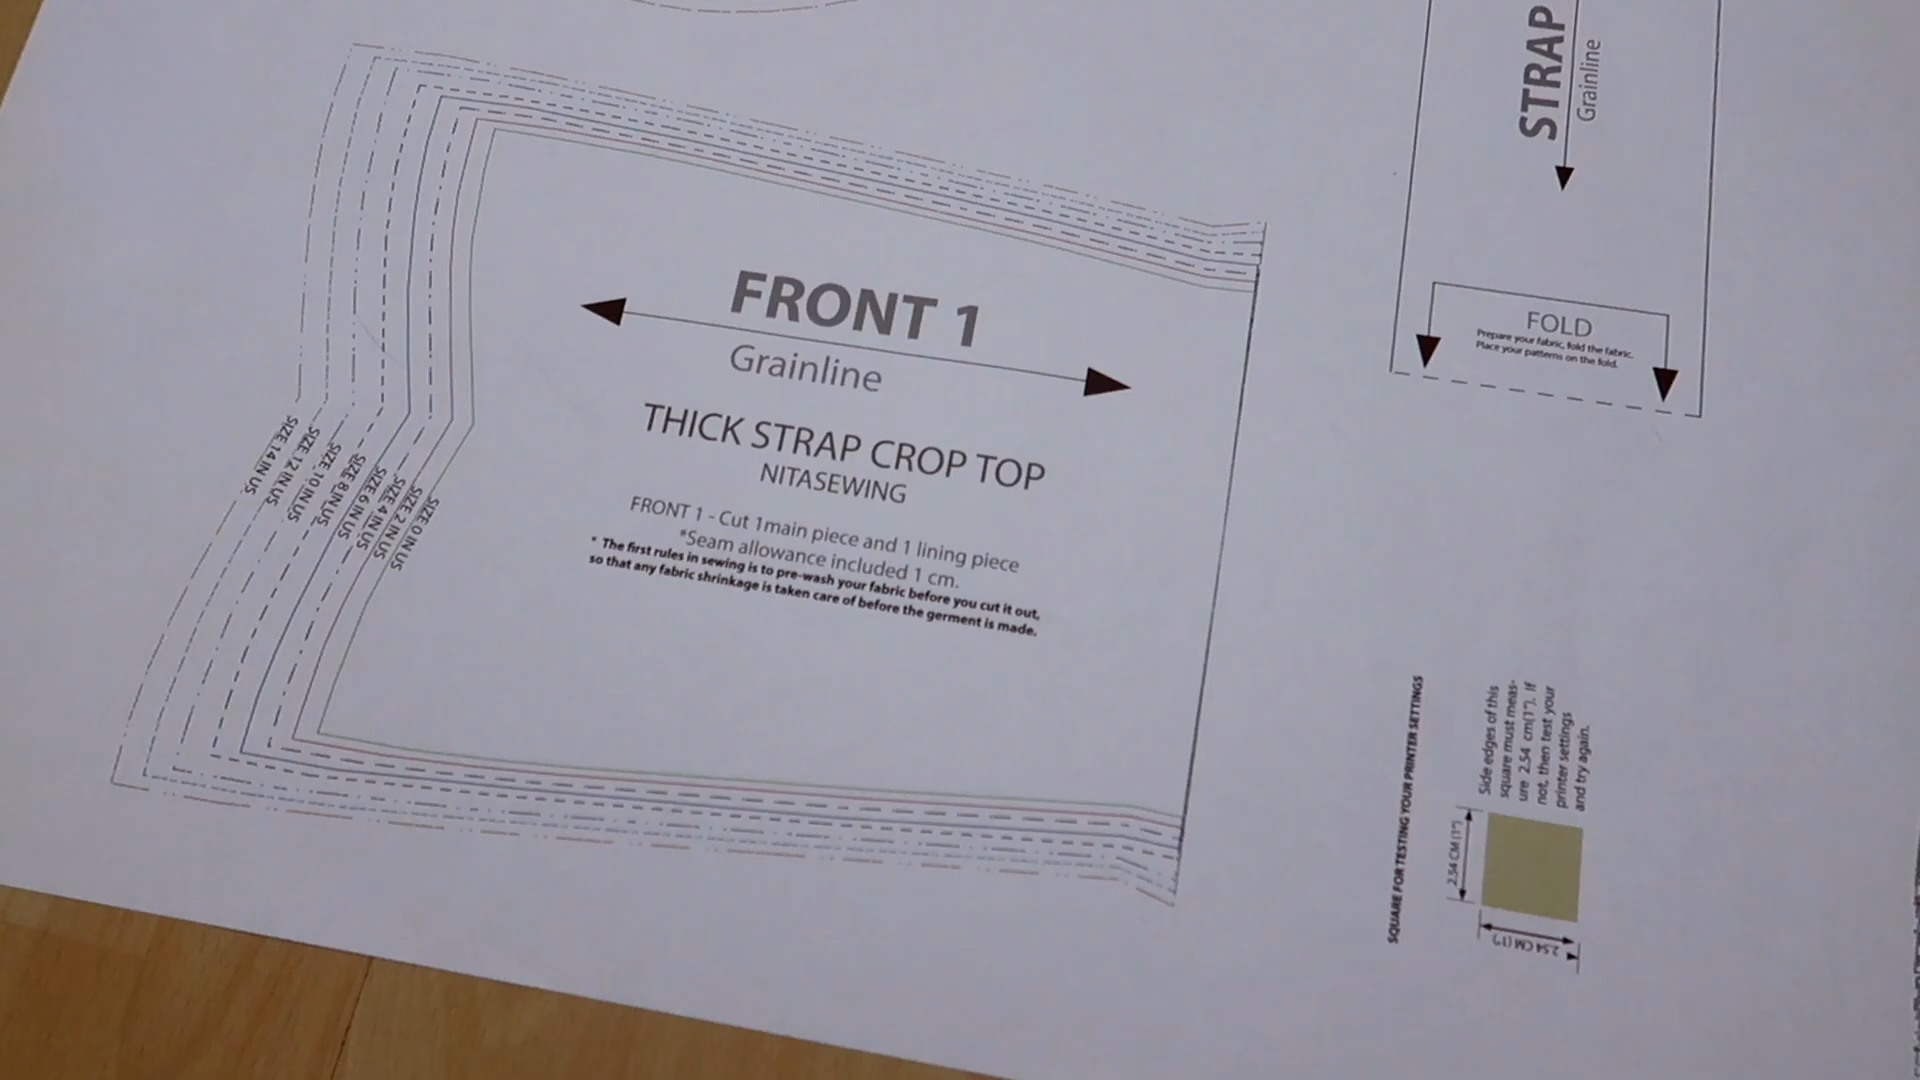 STRAP
Grainline
FOLD
Prepare your fabric, fold the fabric.
Place your patterns on the fold.
FRONT 1
Grainline
THICK STRAP CROP TOP
NITASEWING
FRONT 1 - Cut 1main piece and 1 lining piece
*Seam allowance included 1 cm.
* The first rules in sewing is to pre-wash your fabric before you cut it out,
so that any fabric shrinkage is taken care of before the germent is made.
SIZE 14 IN US
SIZE 12 IN US
SIZE 10 IN US
SIZE 8 IN US
SIZE 6 IN US
SIZE 4 IN US
SIZE 2 IN US
SIZE 0 IN US
SQUARE FOR TESTING YOUR PRINTER SETTINGS
Side edges of this
square must meas-
ure 2.54 cm(1"). If
not, then test your
printer settings
and try again.
2.54 CM (1")
2.54 CM (1")